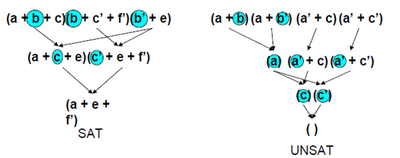 (a + b + c)(b + c' + f')(b' + e)
(a + c + e)(c' + e + f')
(a + e +
f')
SAT
(a + b)(a + b')(a' + c)(a' + c')
(a) (a' + c)(a' + c')
(c)(c')
( )
UNSAT